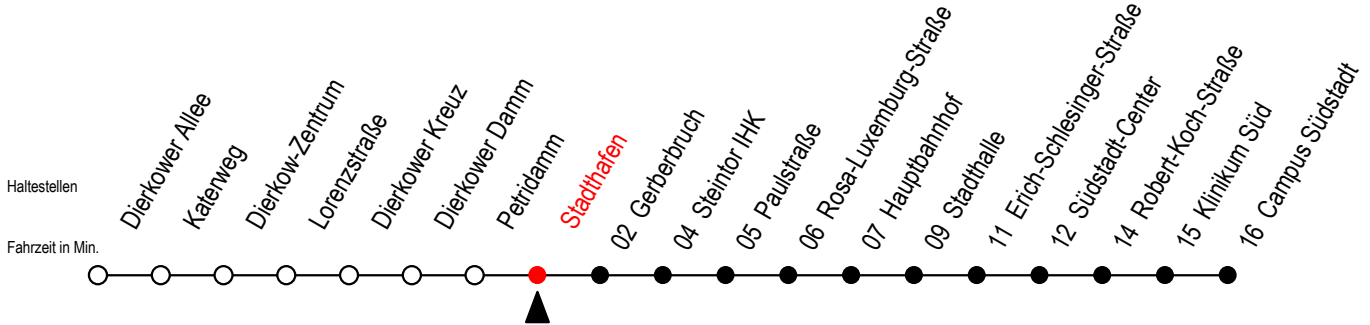 Haltestellen
Fahrzeit in Min.
Dierkower Allee
Katerweg
Dierkow-Zentrum
Lorenzstraße
Dierkower Kreuz
Dierkower Damm
Petridamm
Stadthafen
02 Gerberbruch
04 Steintor IHK
05 Paulstraße
06 Rosa-Luxemburg-Straße
07 Hauptbahnhof
09 Stadthalle
11 Erich-Schlesinger-Straße
12 Südstadt-Center
14 Robert-Koch-Straße
15 Klinikum Süd
16 Campus Südstadt